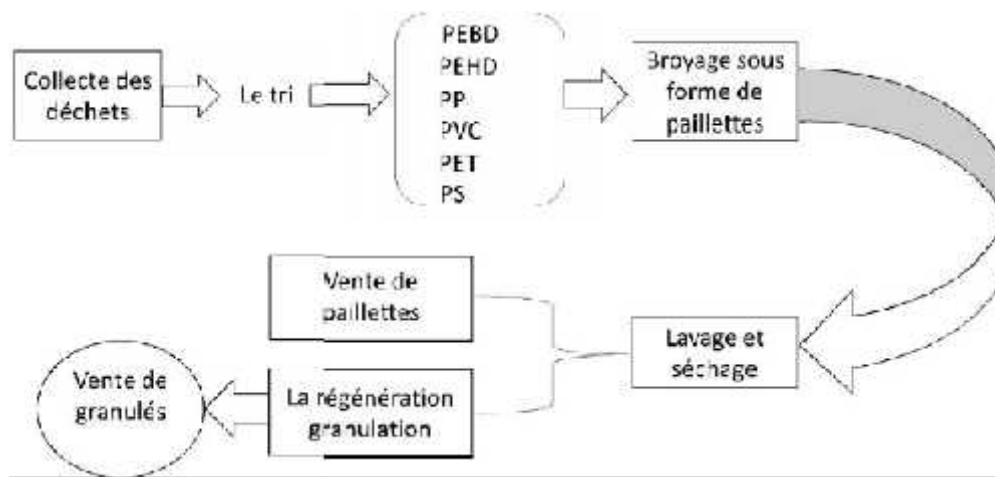 Collecte des
déchets
Le tri
PEBD
PEHD
PP
PVC
PET
PS
Broyage sous
forme de
paillettes
Lavage et
séchage
Vente de
paillettes
La régénération
granulation
Vente de
granulés